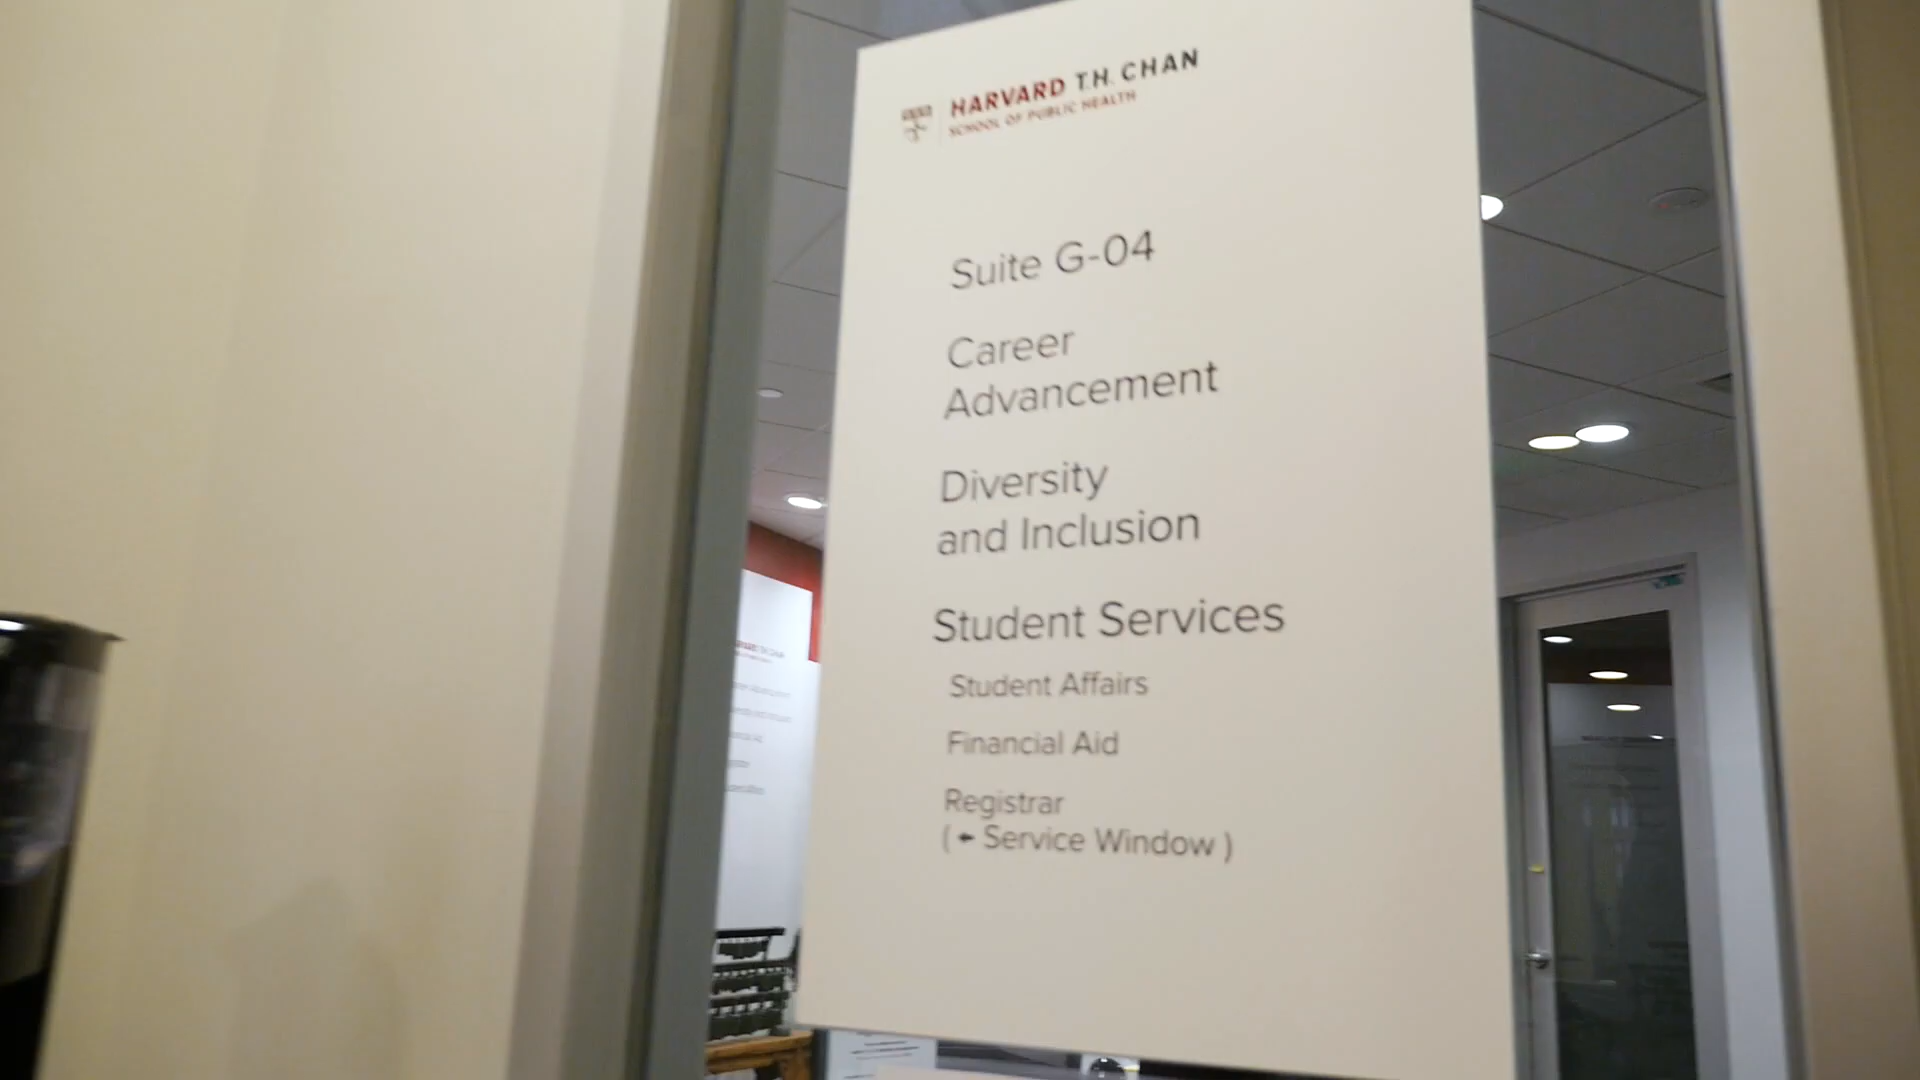 HARVARD T.H. CHAN
SCHOOL OF PUBLIC HEALTH
Suite G-04
Career
Advancement
Diversity
and Inclusion
Student Services
Student Affairs
Financial Aid
Registrar
( ← Service Window )